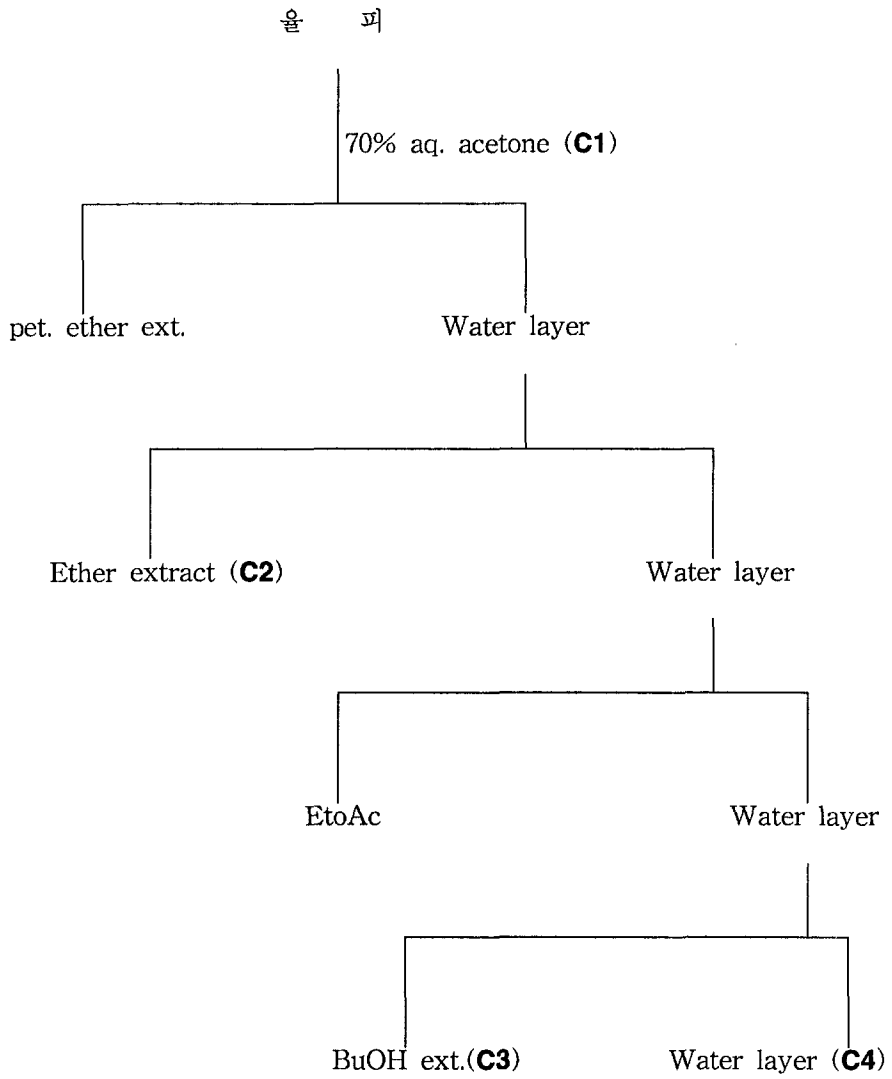 율 피
70% aq. acetone (C1)
pet. ether ext. Water layer
Ether extract (C2) Water layer
EtoAc Water layer
BuOH ext.(C3) Water layer (C4)